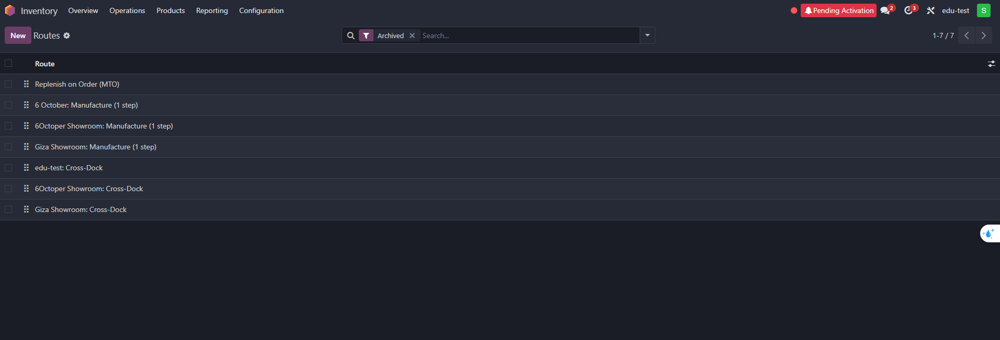 Inventory Overview Operations Products Reporting Configuration Pending Activation 2 3 edu-test S
New Routes Archived Search... 1-7 / 7
Route
Replenish on Order (MTO)
6 October: Manufacture (1 step)
6Octoper Showroom: Manufacture (1 step)
Giza Showroom: Manufacture (1 step)
edu-test: Cross-Dock
6Octoper Showroom: Cross-Dock
Giza Showroom: Cross-Dock